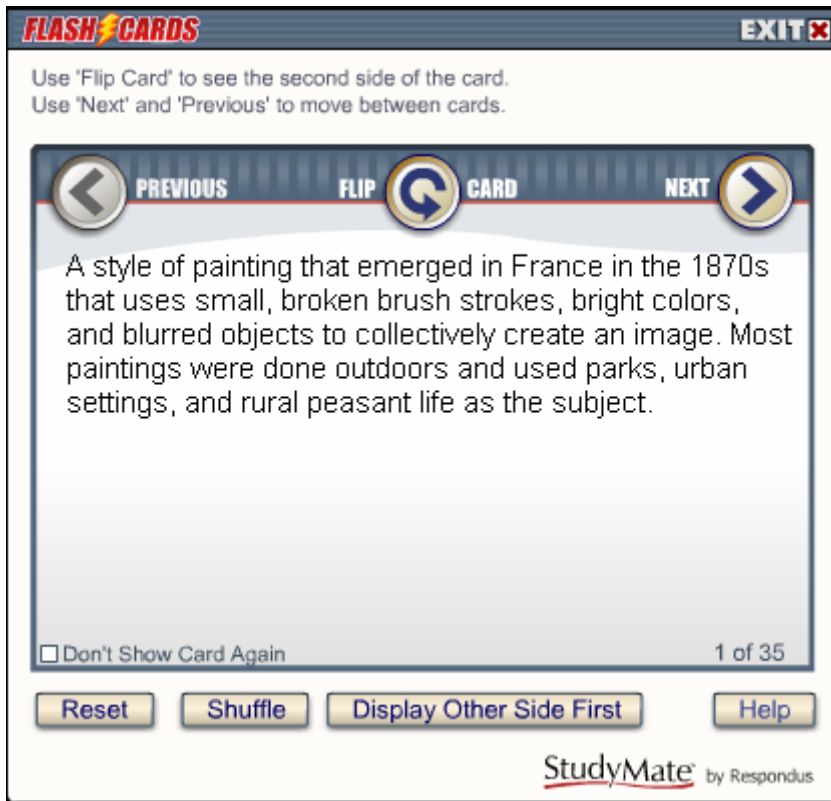 FLASH CARDS
EXIT
Use 'Flip Card' to see the second side of the card.
Use 'Next' and 'Previous' to move between cards.
PREVIOUS FLIP CARD NEXT
A style of painting that emerged in France in the 1870s
that uses small, broken brush strokes, bright colors,
and blurred objects to collectively create an image. Most
paintings were done outdoors and used parks, urban
settings, and rural peasant life as the subject.
Don't Show Card Again 1 of 35
Reset Shuffle Display Other Side First Help
StudyMate by Respondus